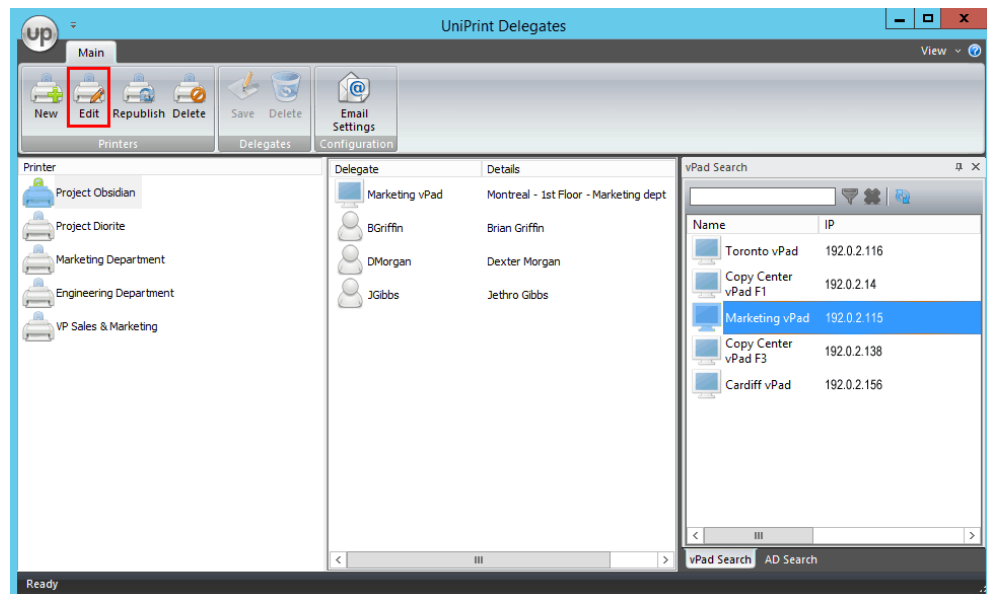 up
UniPrint Delegates
Main
View
New Edit Republish Delete Save Delete Email Settings
Printers Delegates Configuration
Printer
Project Obsidian
Project Diorite
Marketing Department
Engineering Department
VP Sales & Marketing
Delegate Details
Marketing vPad Montreal - 1st Floor - Marketing dept
BGriffin Brian Griffin
DMorgan Dexter Morgan
JGibbs Jethro Gibbs
vPad Search
Name IP
Toronto vPad 192.0.2.116
Copy Center vPad F1 192.0.2.14
Marketing vPad 192.0.2.115
Copy Center vPad F3 192.0.2.138
Cardiff vPad 192.0.2.156
vPad Search AD Search
Ready